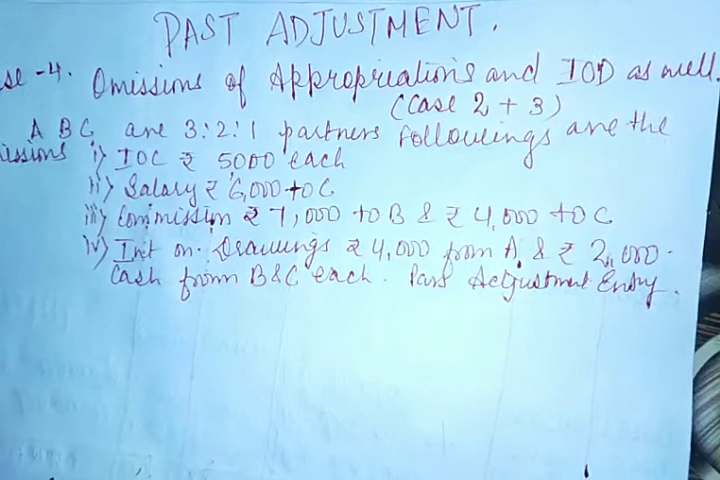 PAST ADJUSTMENT.
se -4. Omissions of Appropriations and IOD as well.
(Case 2 + 3)
A B C are 3:2:1 partners followings are the
issions i) IOC ₹ 5000 each
ii) Salary ₹ 6,000 to C
iii) Commission ₹ 7,000 to B & ₹ 4,000 to C
iv) Int on. Drawings ₹ 4,000 from A & ₹ 2,000.
Cash from B & C each. Pass Adjustment Entry.